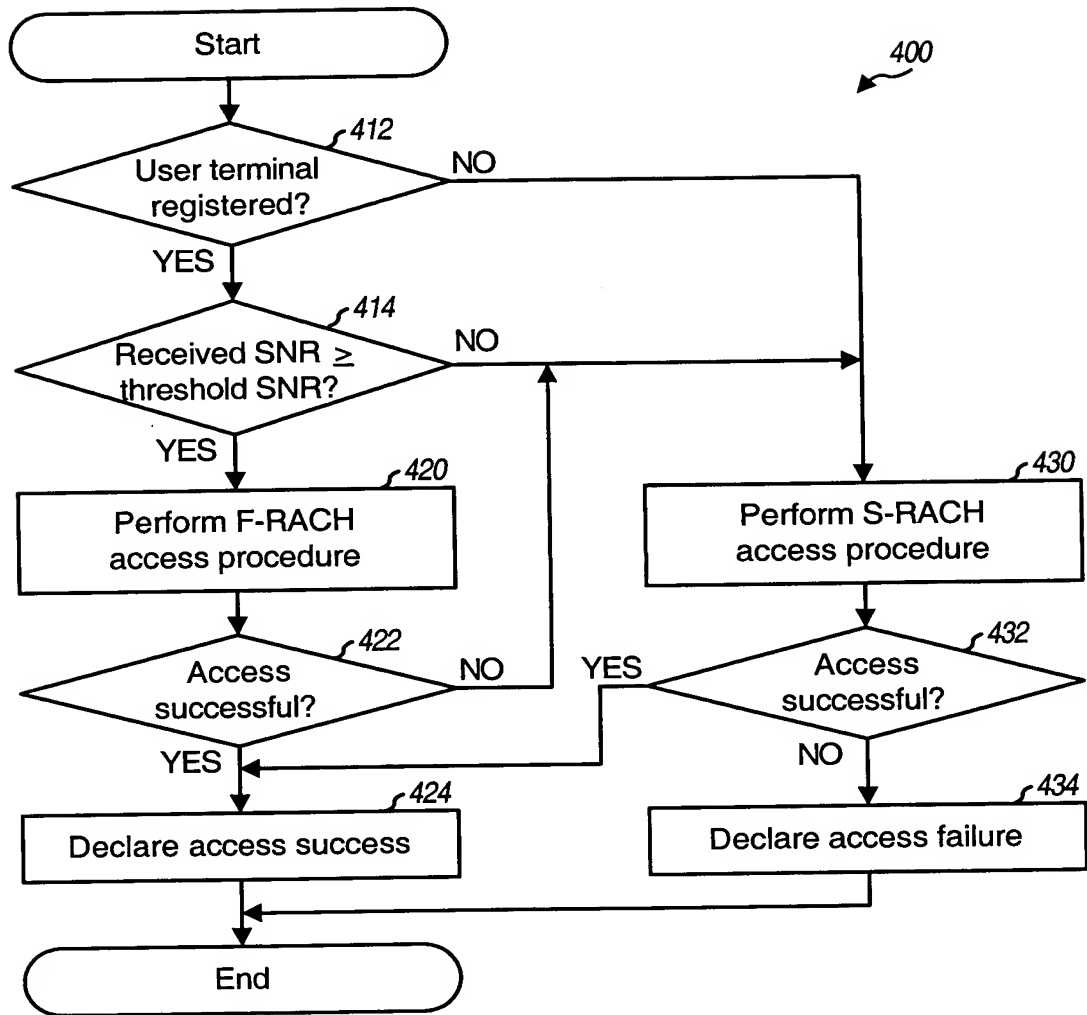 Start
400
412
User terminal
registered?
NO
YES
414
Received SNR ≥
threshold SNR?
NO
YES
420
Perform F-RACH
access procedure
430
Perform S-RACH
access procedure
422
Access
successful?
NO
YES
432
Access
successful?
YES
NO
424
Declare access success
434
Declare access failure
End